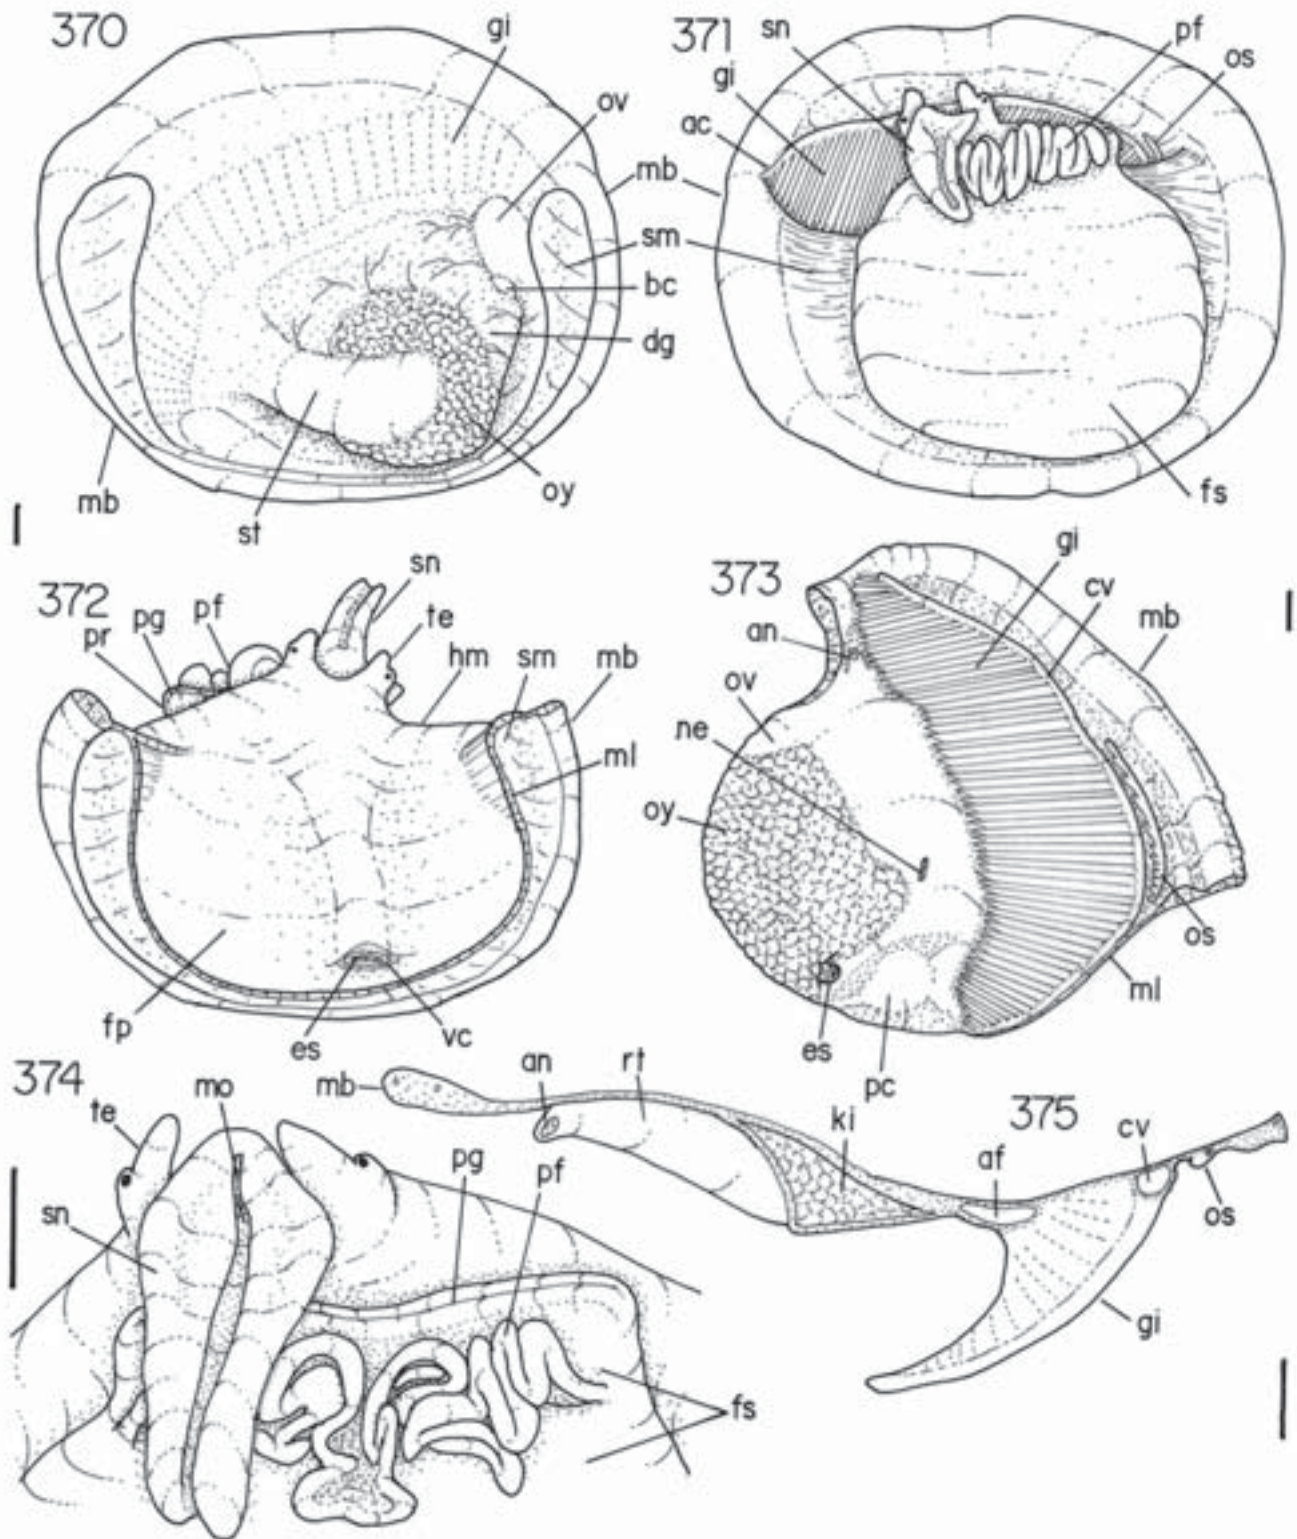 370
gi
ov
mb
sm
bc
dg
mb
st
oy
371
sn
pf
os
gi
ac
fs
372
sn
pg
pf
te
pr
hm
sm
mb
ml
fp
es
vc
373
gi
cv
an
mb
ov
ne
oy
os
ml
es
pc
374
mo
te
sn
pg
pf
fs
375
mb
an
rt
ki
af
cv
os
gi